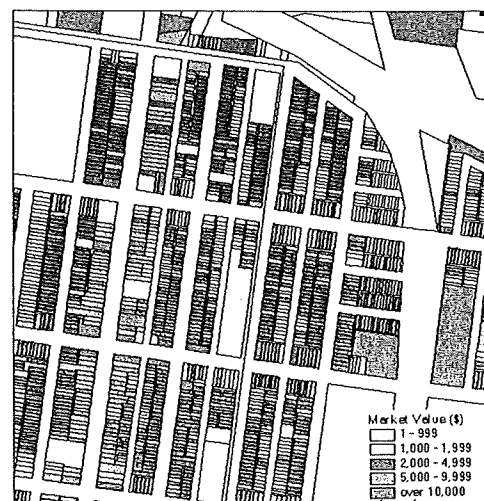 Market Value ($)
1 - 999
1,000 - 1,999
2,000 - 4,999
5,000 - 9,999
over 10,000